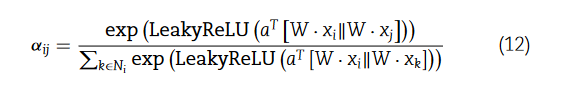 α_ij = exp (LeakyReLU (a^T [W · x_i ‖ W · x_j])) / ∑_{k∈N_i} exp (LeakyReLU (a^T [W · x_i ‖ W · x_k])) (12)